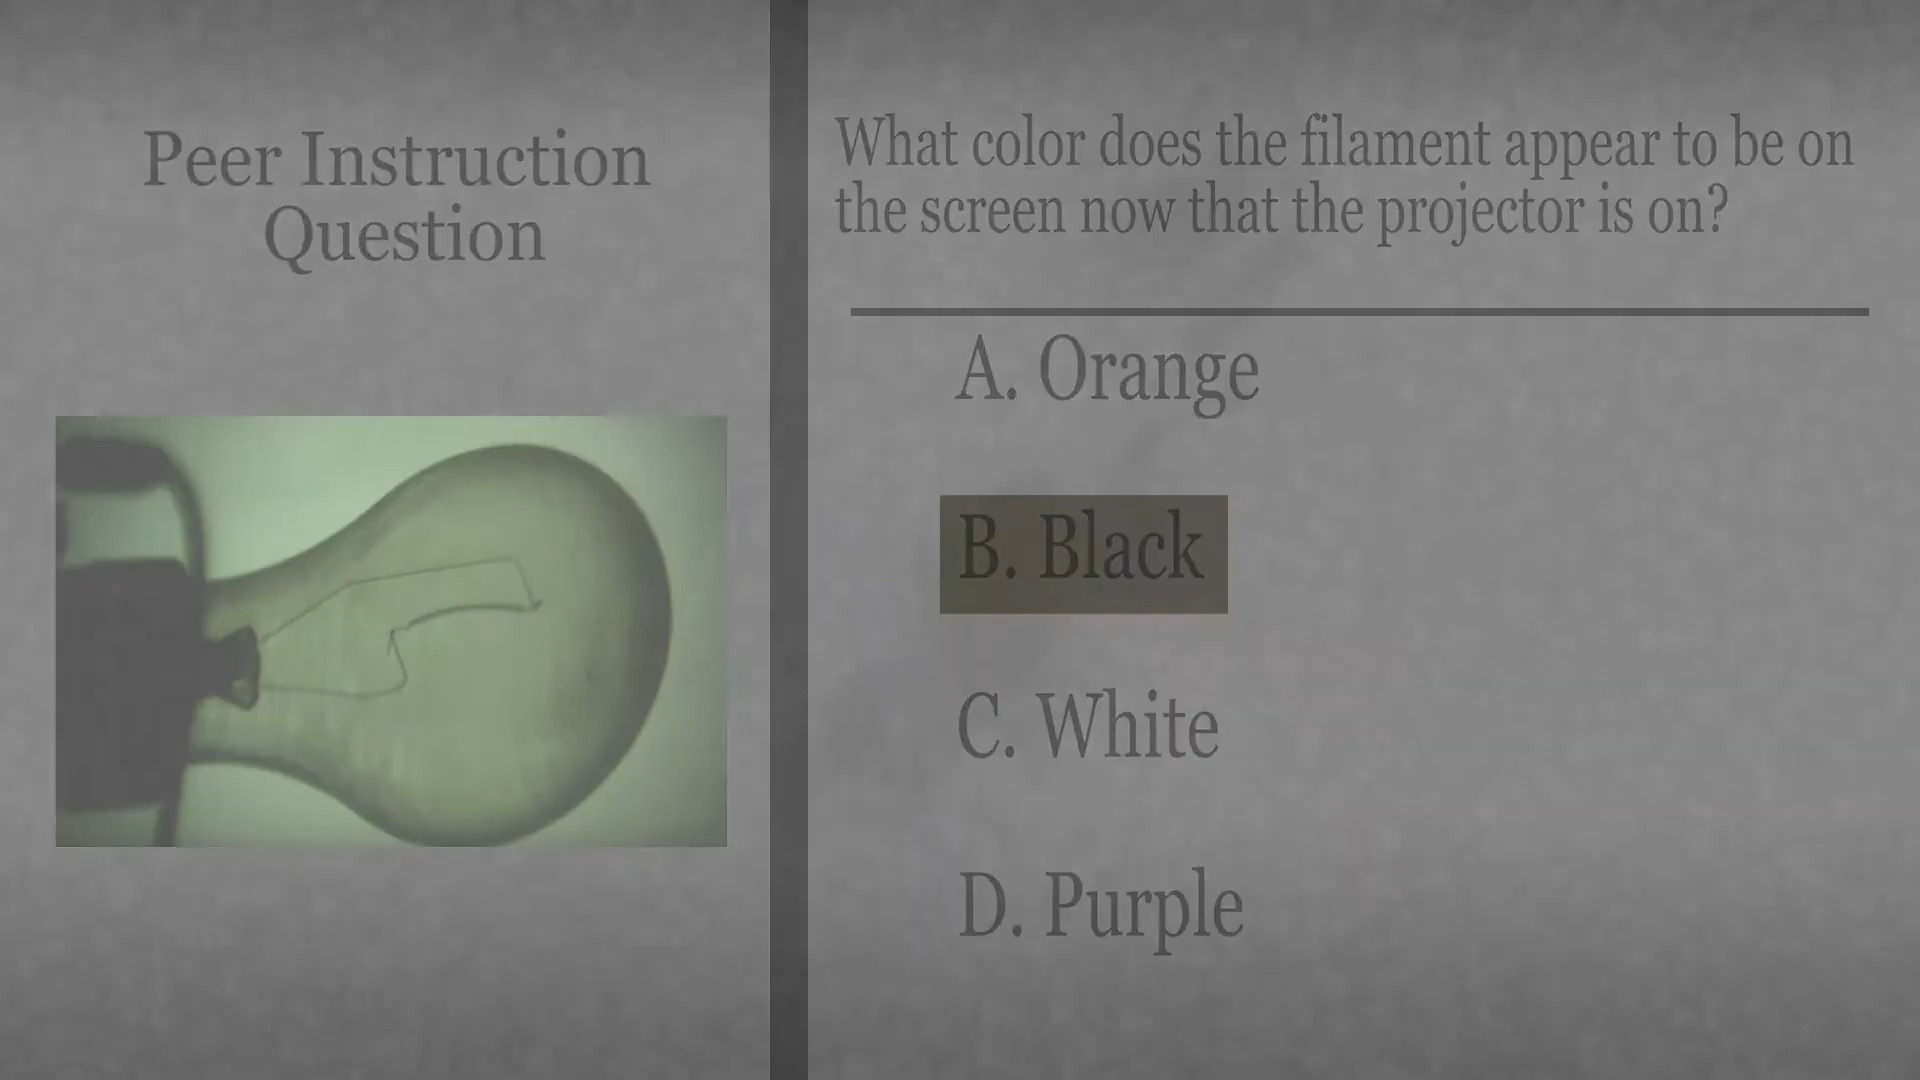 Peer Instruction
Question
What color does the filament appear to be on
the screen now that the projector is on?
A. Orange
B. Black
C. White
D. Purple